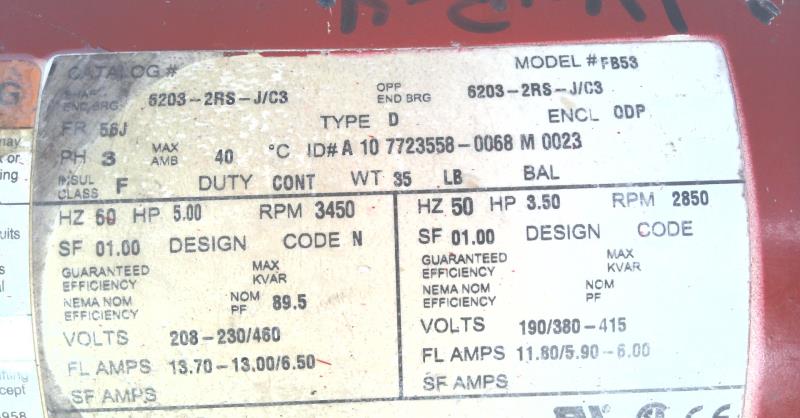 CATALOG #
MODEL # FB53
SHAFT END BRG 6203-2RS-J/C3 OPP END BRG 6203-2RS-J/C3
FR 56J TYPE D ENCL ODP
PH 3 MAX AMB 40 °C ID# A 10 7723558-0068 M 0023
INSUL CLASS F DUTY CONT WT 35 LB BAL
HZ 60 HP 5.00 RPM 3450
SF 01.00 DESIGN CODE N
GUARANTEED EFFICIENCY MAX KVAR
NEMA NOM EFFICIENCY NOM PF 89.5
VOLTS 208-230/460
FL AMPS 13.70-13.00/6.50
SF AMPS
HZ 50 HP 3.50 RPM 2850
SF 01.00 DESIGN CODE
GUARANTEED EFFICIENCY MAX KVAR
NEMA NOM EFFICIENCY NOM PF
VOLTS 190/380-415
FL AMPS 11.80/5.90-6.00
SF AMPS